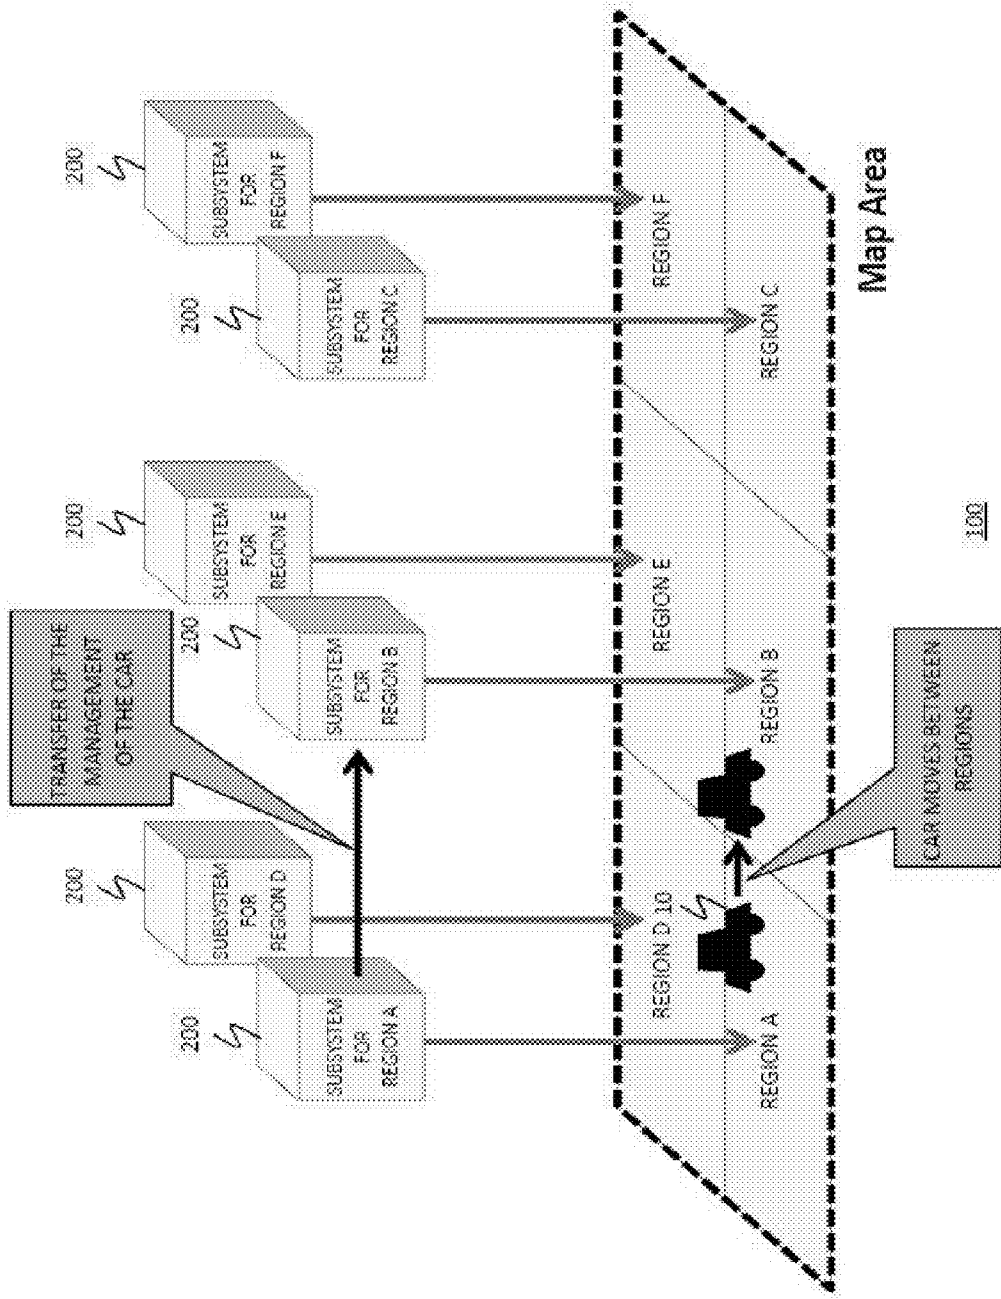 TRANSFER OF THE
MANAGEMENT
OF THE CAR
200
SUBSYSTEM
FOR
REGION D
200
SUBSYSTEM
FOR
REGION E
200
SUBSYSTEM
FOR
REGION F
200
SUBSYSTEM
FOR
REGION A
200
SUBSYSTEM
FOR
REGION B
200
SUBSYSTEM
FOR
REGION C
REGION D
10
REGION E
REGION F
REGION A
REGION B
REGION C
Map Area
CAR MOVES BETWEEN
REGIONS
100